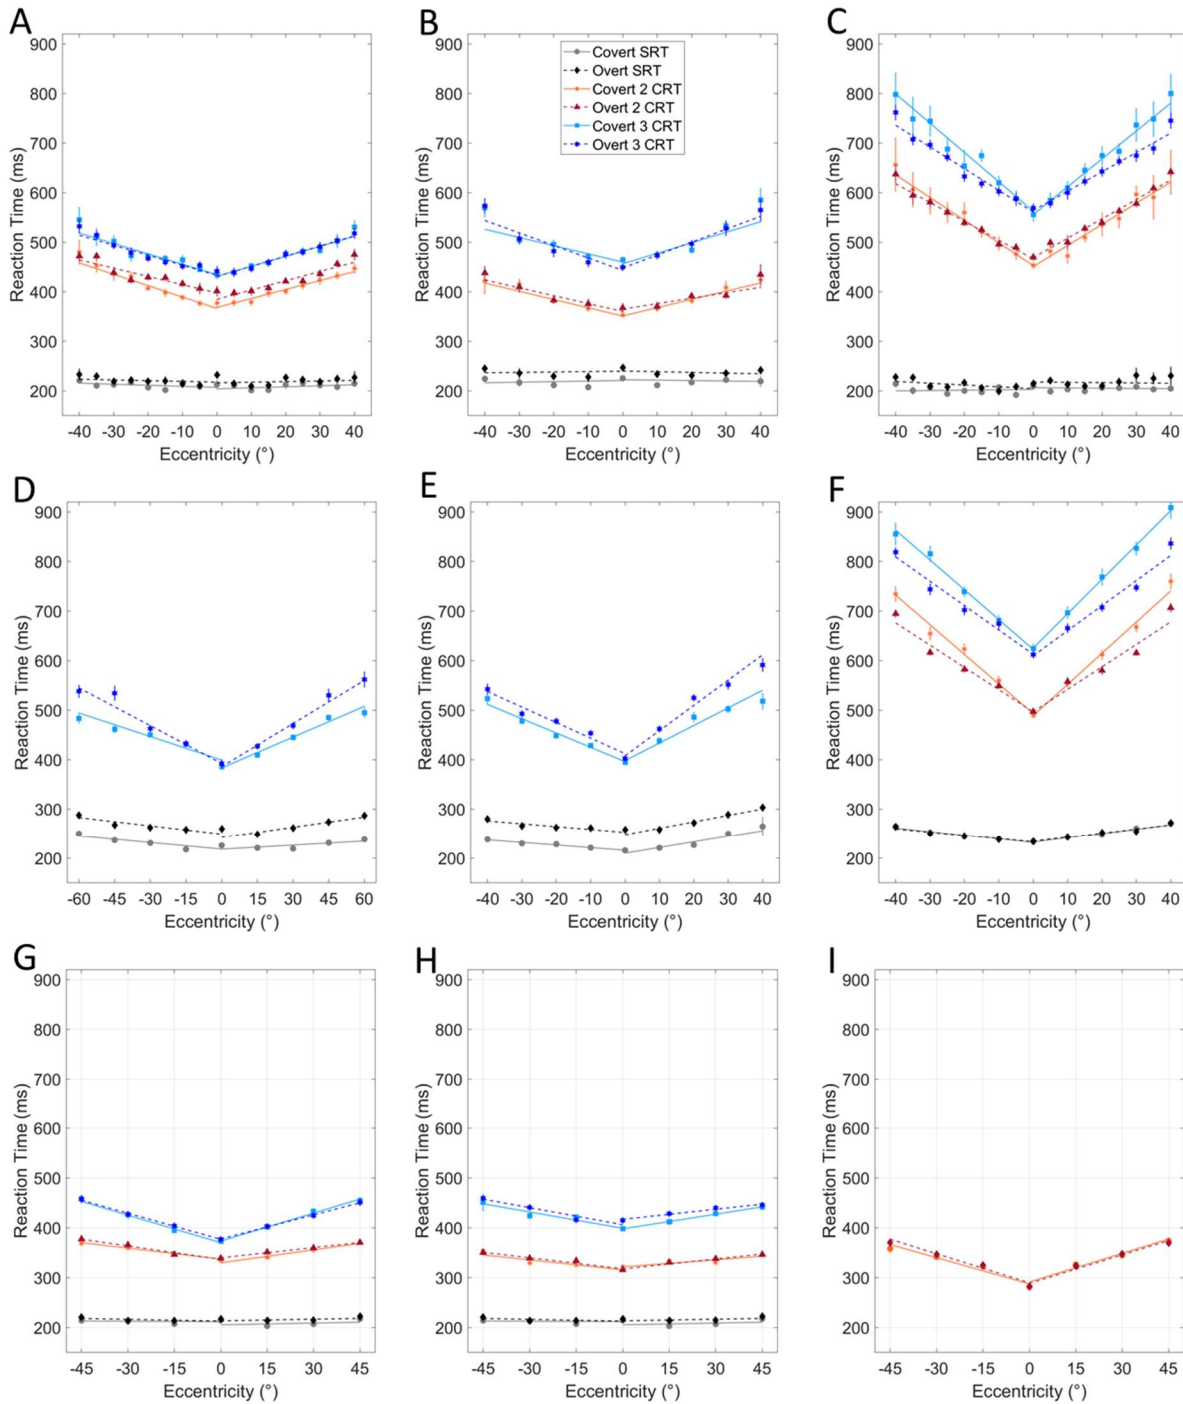 A
900
800
700
600
500
400
300
200
Reaction Time (ms)
-40 -30 -20 -10 0 10 20 30 40
Eccentricity (°)
B
900
800
700
600
500
400
300
200
Reaction Time (ms)
Covert SRT
Overt SRT
Covert 2 CRT
Overt 2 CRT
Covert 3 CRT
Overt 3 CRT
-40 -30 -20 -10 0 10 20 30 40
Eccentricity (°)
C
900
800
700
600
500
400
300
200
Reaction Time (ms)
-40 -30 -20 -10 0 10 20 30 40
Eccentricity (°)
D
900
800
700
600
500
400
300
200
Reaction Time (ms)
-60 -45 -30 -15 0 15 30 45 60
Eccentricity (°)
E
900
800
700
600
500
400
300
200
Reaction Time (ms)
-40 -30 -20 -10 0 10 20 30 40
Eccentricity (°)
F
900
800
700
600
500
400
300
200
Reaction Time (ms)
-40 -30 -20 -10 0 10 20 30 40
Eccentricity (°)
G
900
800
700
600
500
400
300
200
Reaction Time (ms)
-45 -30 -15 0 15 30 45
Eccentricity (°)
H
900
800
700
600
500
400
300
200
Reaction Time (ms)
-45 -30 -15 0 15 30 45
Eccentricity (°)
I
900
800
700
600
500
400
300
200
Reaction Time (ms)
-45 -30 -15 0 15 30 45
Eccentricity (°)